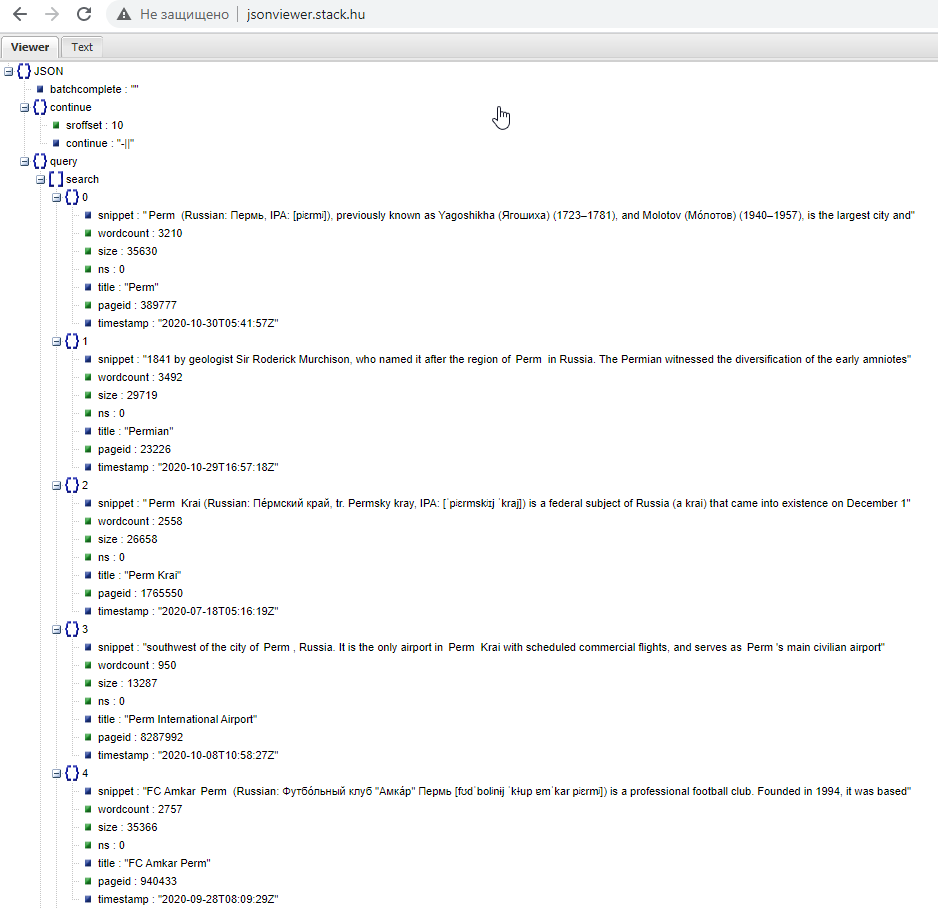 Не защищено | jsonviewer.stack.hu
Viewer Text
JSON
batchcomplete : ""
continue
sroffset : 10
continue : "-||"
query
search
0
snippet : " Perm (Russian: Пермь, IPA: [pʲɛrmʲ]), previously known as Yagoshikha (Ягошиха) (1723–1781), and Molotov (Мо́лотов) (1940–1957), is the largest city and"
wordcount : 3210
size : 35630
ns : 0
title : "Perm"
pageid : 389777
timestamp : "2020-10-30T05:41:57Z"
1
snippet : "1841 by geologist Sir Roderick Murchison, who named it after the region of Perm in Russia. The Permian witnessed the diversification of the early amniotes"
wordcount : 3492
size : 29719
ns : 0
title : "Permian"
pageid : 23226
timestamp : "2020-10-29T16:57:18Z"
2
snippet : " Perm Krai (Russian: Пе́рмский край, tr. Permsky kray, IPA: [ˈpʲɛrmskʲɪj ˈkraj]) is a federal subject of Russia (a krai) that came into existence on December 1"
wordcount : 2558
size : 26658
ns : 0
title : "Perm Krai"
pageid : 1765550
timestamp : "2020-07-18T05:16:19Z"
3
snippet : "southwest of the city of Perm , Russia. It is the only airport in Perm Krai with scheduled commercial flights, and serves as Perm 's main civilian airport"
wordcount : 950
size : 13287
ns : 0
title : "Perm International Airport"
pageid : 8287992
timestamp : "2020-10-08T10:58:27Z"
4
snippet : "FC Amkar Perm (Russian: Футбо́льный клуб "Амка́р" Пермь [fʊdˈbolʲnɨj ˈkɫup ɐmˈkar pʲɛrmʲ]) is a professional football club. Founded in 1994, it was based"
wordcount : 2757
size : 35366
ns : 0
title : "FC Amkar Perm"
pageid : 940433
timestamp : "2020-09-28T08:09:29Z"